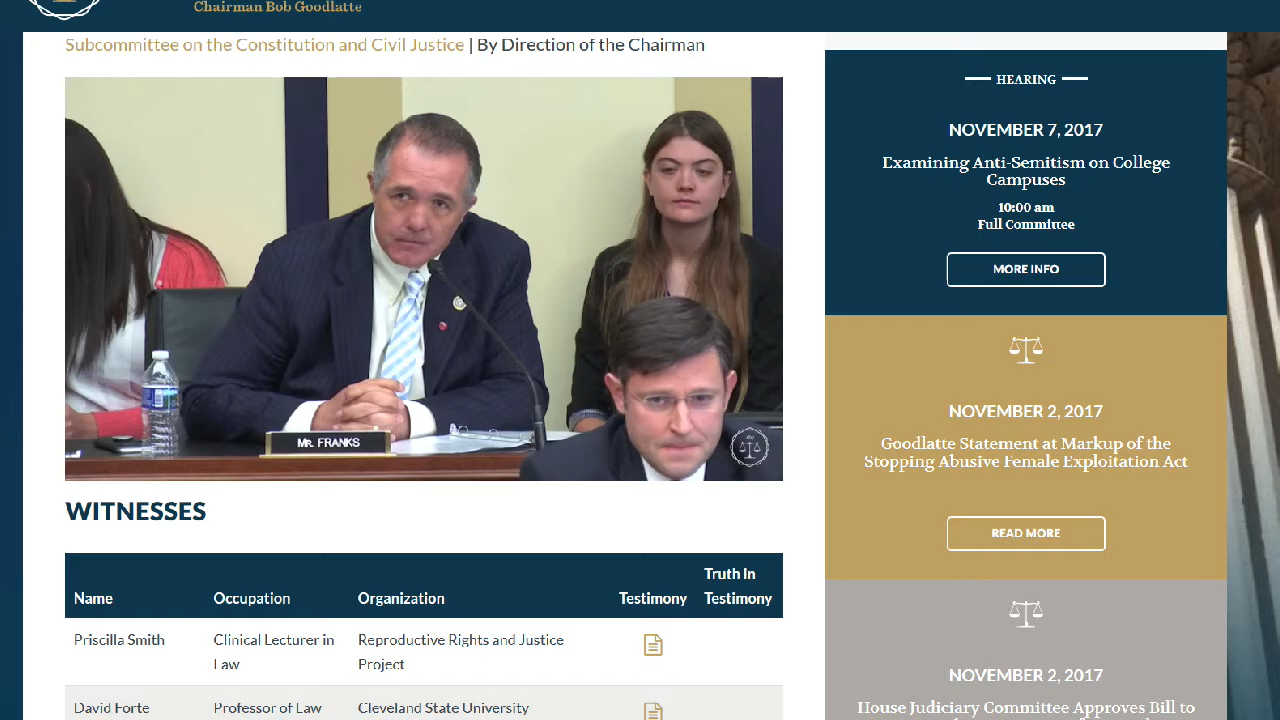 Chairman Bob Goodlatte
Subcommittee on the Constitution and Civil Justice | By Direction of the Chairman
MR. FRANKS
WITNESSES
Name Occupation Organization Testimony Truth In Testimony
Priscilla Smith Clinical Lecturer in Law Reproductive Rights and Justice Project
David Forte Professor of Law Cleveland State University
HEARING
NOVEMBER 7, 2017
Examining Anti-Semitism on College
Campuses
10:00 am
Full Committee
MORE INFO
NOVEMBER 2, 2017
Goodlatte Statement at Markup of the
Stopping Abusive Female Exploitation Act
READ MORE
NOVEMBER 2, 2017
House Judiciary Committee Approves Bill to